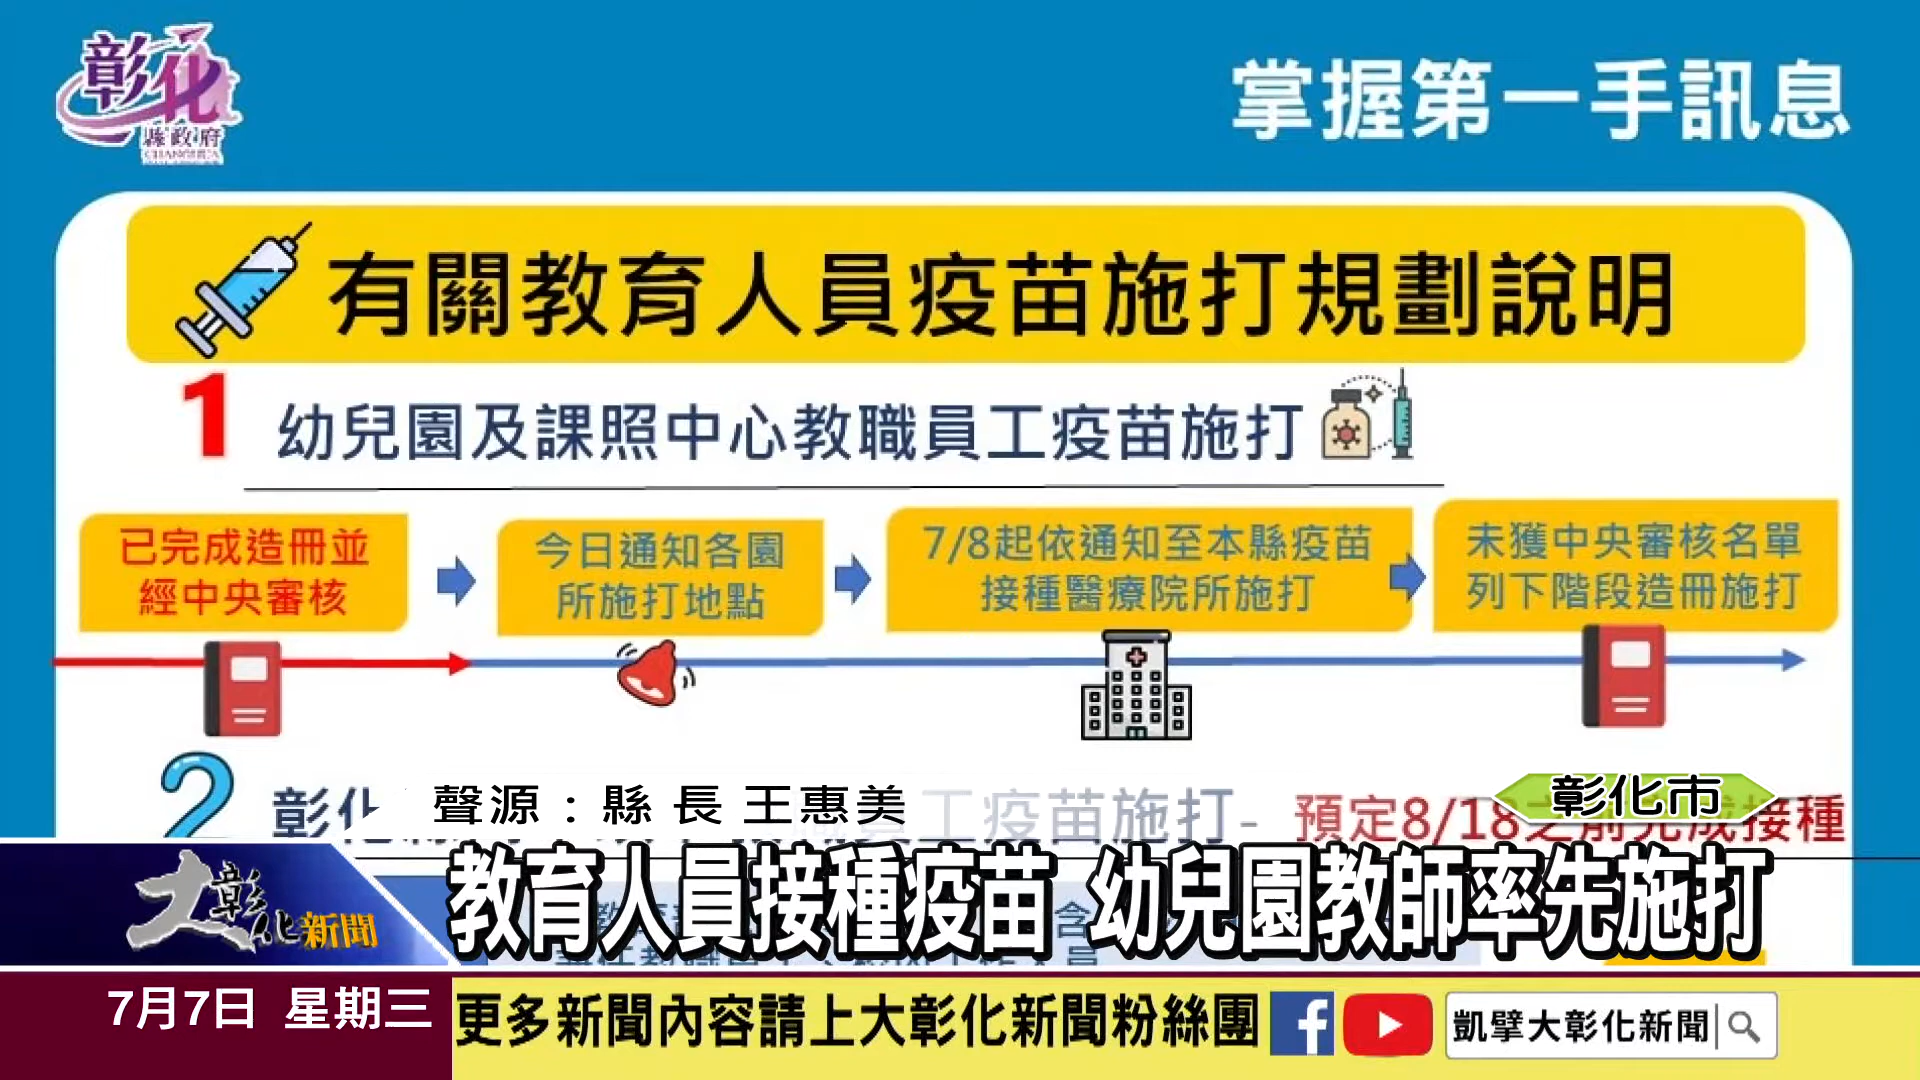 彰化
縣政府
CHANGHUA
掌握第一手訊息
有關教育人員疫苗施打規劃說明
1 幼兒園及課照中心教職員工疫苗施打
已完成造冊並
經中央審核
今日通知各園
所施打地點
7/8起依通知至本縣疫苗
接種醫療院所施打
未獲中央審核名單
列下階段造冊施打
2 彰化
工疫苗施打- 預定8/18之前完成接種
聲源：縣 長 王惠美
彰化市
大彰化新聞
教育人員接種疫苗 幼兒園教師率先施打
7月7日 星期三
更多新聞內容請上大彰化新聞粉絲團
凱擘大彰化新聞